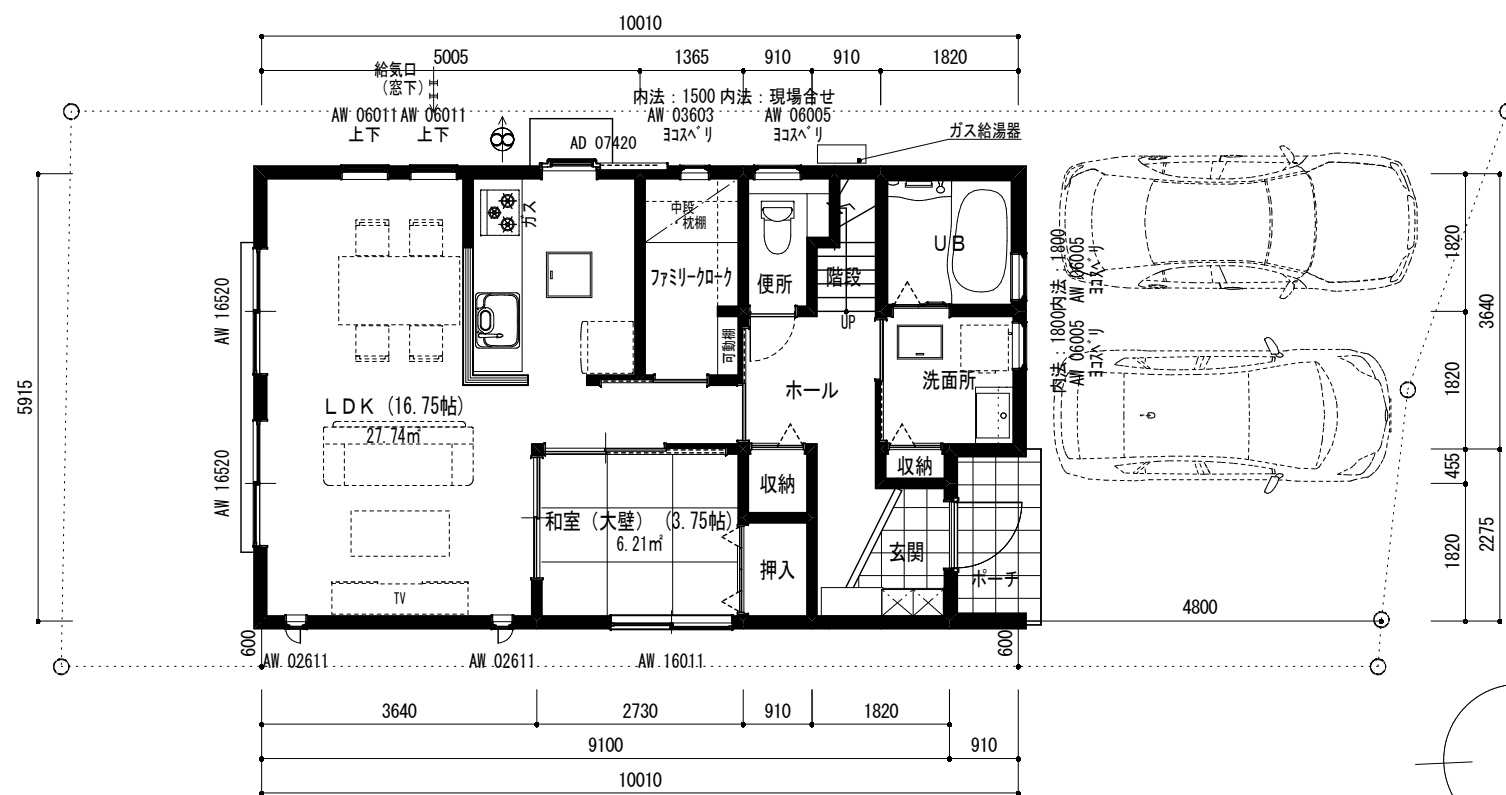 10010
5005
1365
910
910
1820
給気口
（窓下）
内法：1500
内法：現場合せ
AW 06011
上下
AW 06011
上下
AD 07420
AW 03603
ﾖｺｽﾍﾞﾘ
AW 06005
ﾖｺｽﾍﾞﾘ
ガス給湯器
ガス
中段
枕棚
ﾌｧﾐﾘｰｸﾛｰｸ
便所
階段
UP
ＵＢ
可動棚
ホール
洗面所
内法：1800
AW 06005
ﾖｺｽﾍﾞﾘ
内法：1800
AW 06005
ﾖｺｽﾍﾞﾘ
AW 16520
AW 16520
ＬＤＫ (16.75帖)
27.74㎡
収納
収納
和室（大壁） (3.75帖)
6.21㎡
押入
玄関
ポーチ
TV
5915
1820
3640
1820
455
1820
2275
4800
600
600
AW 02611
AW 02611
AW 16011
3640
2730
910
1820
9100
910
10010